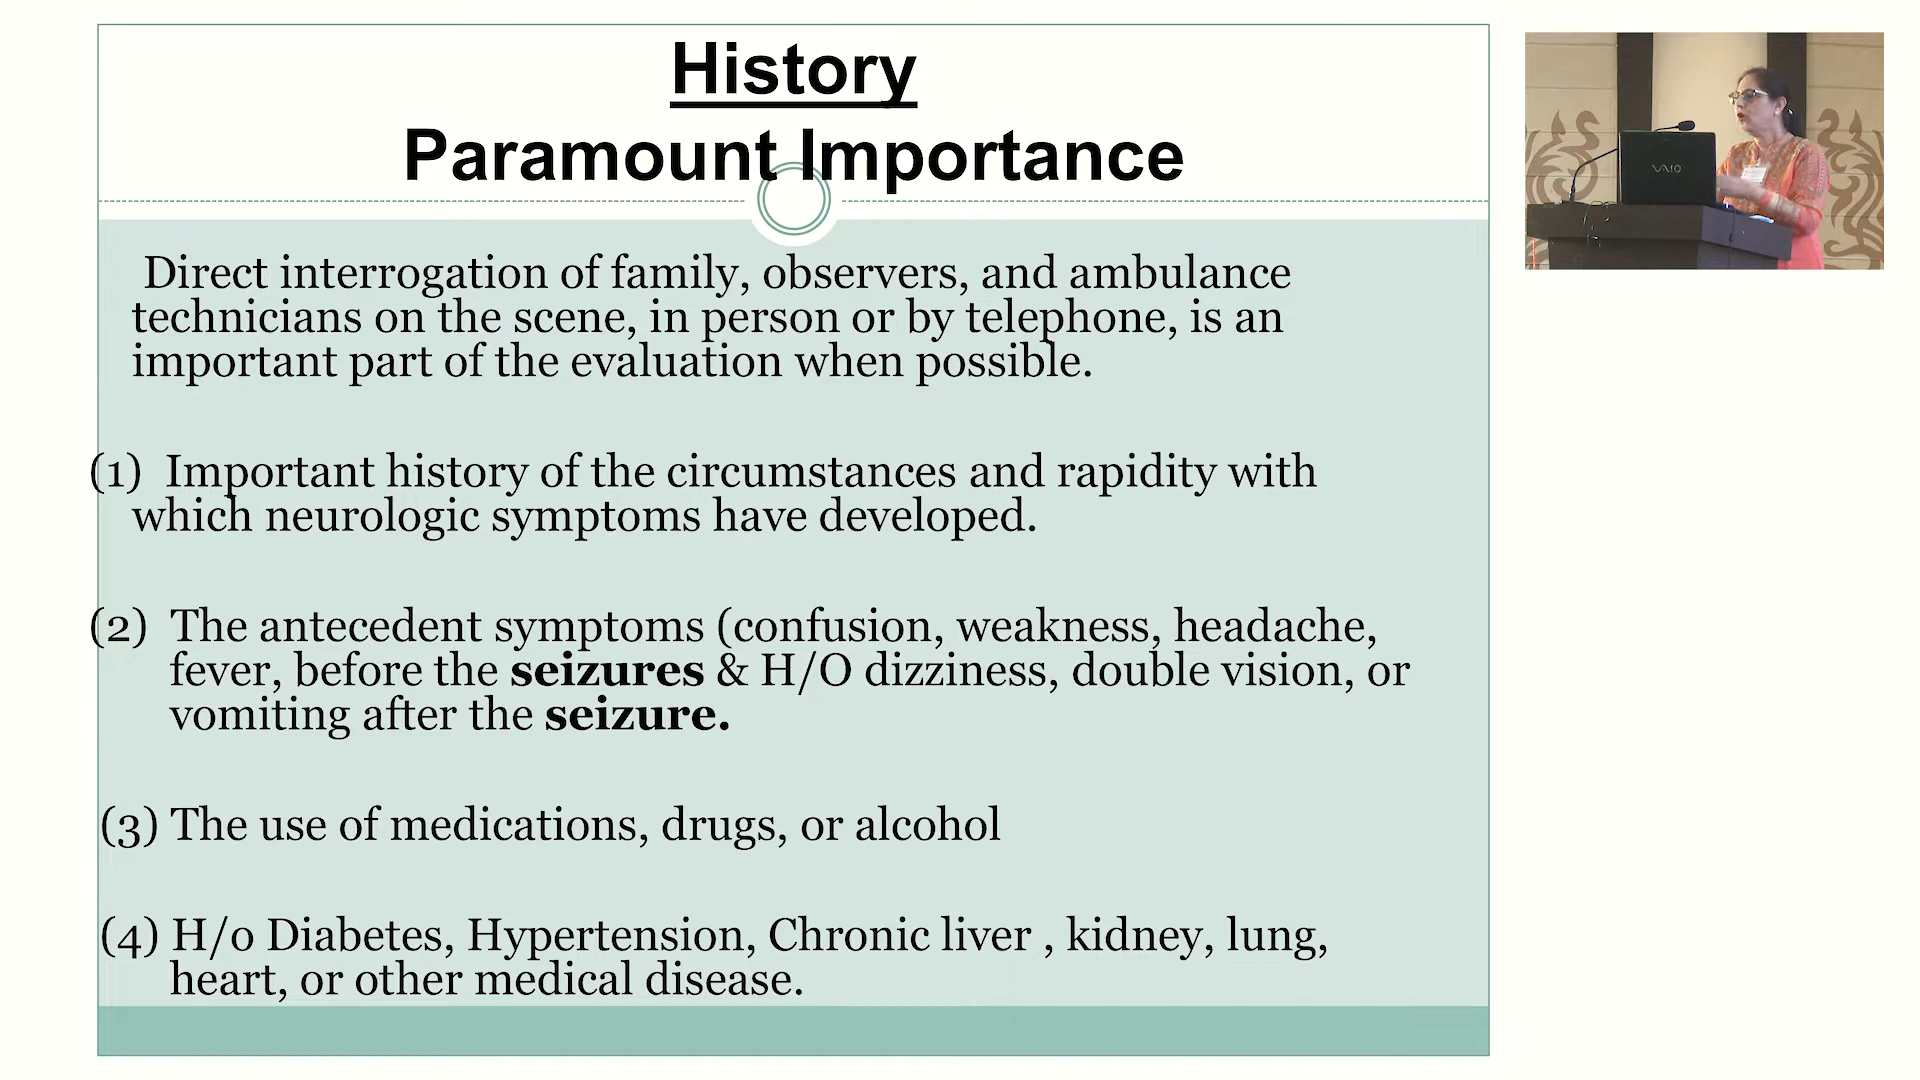 History
Paramount Importance
Direct interrogation of family, observers, and ambulance
technicians on the scene, in person or by telephone, is an
important part of the evaluation when possible.
(1) Important history of the circumstances and rapidity with
which neurologic symptoms have developed.
(2) The antecedent symptoms (confusion, weakness, headache,
fever, before the seizures & H/O dizziness, double vision, or
vomiting after the seizure.
(3) The use of medications, drugs, or alcohol
(4) H/o Diabetes, Hypertension, Chronic liver , kidney, lung,
heart, or other medical disease.
VAIO